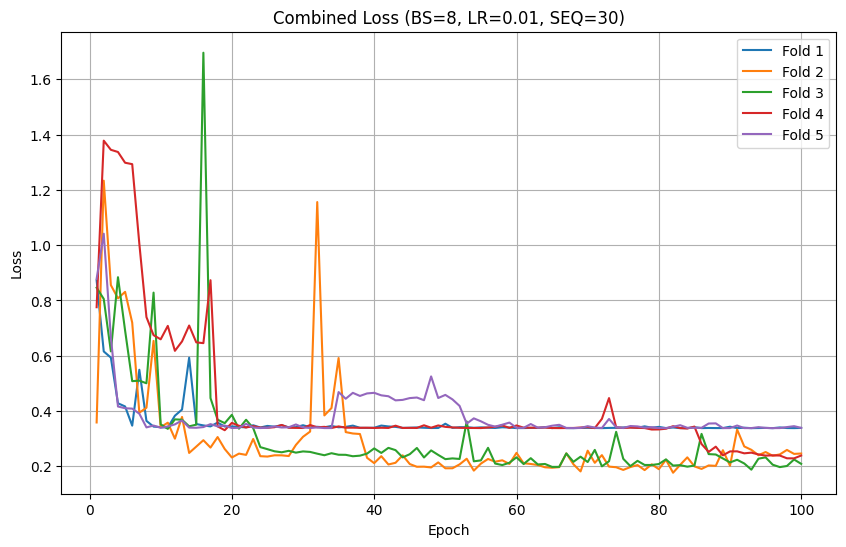 Combined Loss (BS=8, LR=0.01, SEQ=30)
Fold 1
Fold 2
Fold 3
Fold 4
Fold 5
Loss
1.6
1.4
1.2
1.0
0.8
0.6
0.4
0.2
0
20
40
60
80
100
Epoch